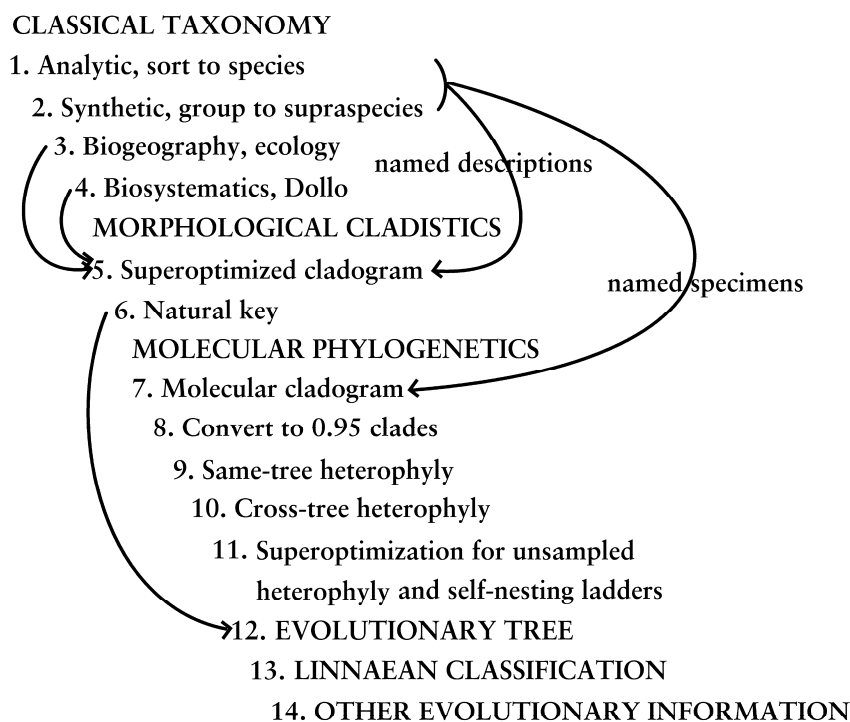 CLASSICAL TAXONOMY
1. Analytic, sort to species
2. Synthetic, group to supraspecies
3. Biogeography, ecology
named descriptions
4. Biosystematics, Dollo
MORPHOLOGICAL CLADISTICS
5. Superoptimized cladogram
named specimens
6. Natural key
MOLECULAR PHYLOGENETICS
7. Molecular cladogram
8. Convert to 0.95 clades
9. Same-tree heterophyly
10. Cross-tree heterophyly
11. Superoptimization for unsampled
heterophyly and self-nesting ladders
12. EVOLUTIONARY TREE
13. LINNAEAN CLASSIFICATION
14. OTHER EVOLUTIONARY INFORMATION